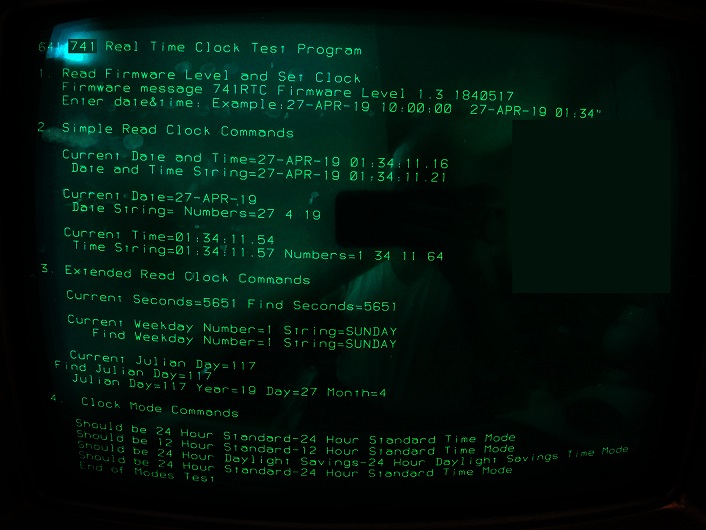 641 741 Real Time Clock Test Program
1. Read Firmware Level and Set Clock
Firmware message 741RTC Firmware Level 1.3 1840517
Enter date&time: Example:27-APR-19 10:00:00 27-APR-19 01:34"
2. Simple Read Clock Commands
Current Date and Time=27-APR-19 01:34:11.16
Date and Time String=27-APR-19 01:34:11.21
Current Date=27-APR-19
Date String= Numbers=27 4 19
Current Time=01:34:11.54
Time String=01:34:11.57 Numbers=1 34 11 64
3. Extended Read Clock Commands
Current Seconds=5651 Find Seconds=5651
Current Weekday Number=1 String=SUNDAY
Find Weekday Number=1 String=SUNDAY
Current Julian Day=117
Find Julian Day=117
Julian Day=117 Year=19 Day=27 Month=4
4. Clock Mode Commands
Should be 24 Hour Standard-24 Hour Standard Time Mode
Should be 12 Hour Standard-12 Hour Standard Time Mode
Should be 24 Hour Daylight Savings-24 Hour Daylight Savings Time Mode
Should be 24 Hour Standard-24 Hour Standard Time Mode
End of Modes Test